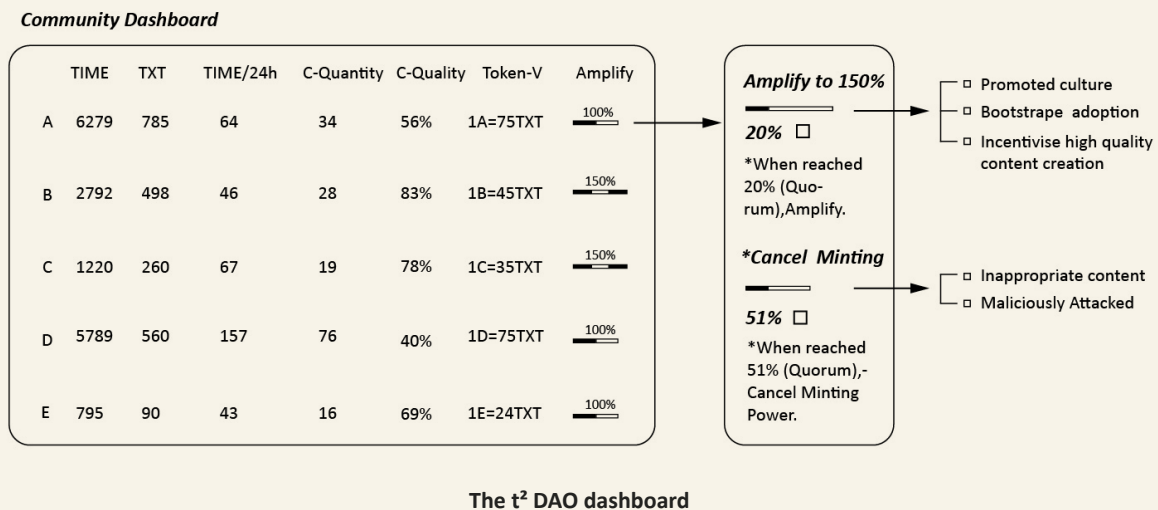 Community Dashboard
TIME TXT TIME/24h C-Quantity C-Quality Token-V Amplify
A 6279 785 64 34 56% 1A=75TXT 100%
B 2792 498 46 28 83% 1B=45TXT 150%
C 1220 260 67 19 78% 1C=35TXT 150%
D 5789 560 157 76 40% 1D=75TXT 100%
E 795 90 43 16 69% 1E=24TXT 100%
Amplify to 150%
20%
*When reached
20% (Quo-
rum),Amplify.
*Cancel Minting
51%
*When reached
51% (Quorum),-
Cancel Minting
Power.
Promoted culture
Bootstrape adoption
Incentivise high quality
content creation
Inappropriate content
Maliciously Attacked
The t² DAO dashboard